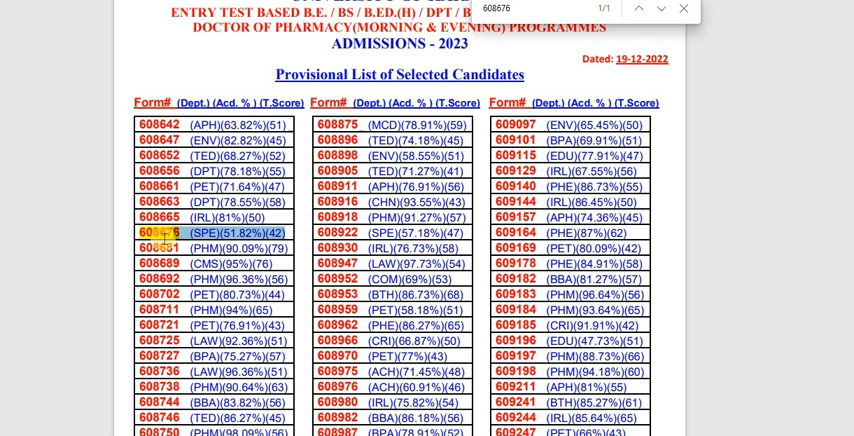 608676 1/1
ENTRY TEST BASED B.E. / BS / B.ED.(H) / DPT / B
DOCTOR OF PHARMACY(MORNING & EVENING) PROGRAMMES
ADMISSIONS - 2023
Dated: 19-12-2022
Provisional List of Selected Candidates
Form# (Dept.) (Acd. % ) (T.Score) Form# (Dept.) (Acd. % ) (T.Score) Form# (Dept.) (Acd. % ) (T.Score)
608642 (APH)(63.82%)(51) 608875 (MCD)(78.91%)(59) 609097 (ENV)(65.45%)(50)
608647 (ENV)(82.82%)(45) 608896 (TED)(74.18%)(45) 609101 (BPA)(69.91%)(51)
608652 (TED)(68.27%)(52) 608898 (ENV)(58.55%)(51) 609115 (EDU)(77.91%)(47)
608656 (DPT)(78.18%)(55) 608905 (TED)(71.27%)(41) 609129 (IRL)(67.55%)(56)
608661 (PET)(71.64%)(47) 608911 (APH)(76.91%)(56) 609140 (PHE)(86.73%)(55)
608663 (DPT)(78.55%)(58) 608916 (CHN)(93.55%)(43) 609144 (IRL)(86.45%)(50)
608665 (IRL)(81%)(50) 608918 (PHM)(91.27%)(57) 609157 (APH)(74.36%)(45)
608676 (SPE)(51.82%)(42) 608922 (SPE)(57.18%)(47) 609164 (PHE)(87%)(62)
608681 (PHM)(90.09%)(79) 608930 (IRL)(76.73%)(58) 609169 (PET)(80.09%)(42)
608689 (CMS)(95%)(76) 608947 (LAW)(97.73%)(54) 609178 (PHE)(84.91%)(58)
608692 (PHM)(96.36%)(56) 608952 (COM)(69%)(53) 609182 (BBA)(81.27%)(57)
608702 (PET)(80.73%)(44) 608953 (BTH)(86.73%)(68) 609183 (PHM)(96.64%)(56)
608711 (PHM)(94%)(65) 608959 (PET)(58.18%)(51) 609184 (PHM)(93.64%)(65)
608721 (PET)(76.91%)(43) 608962 (PHE)(86.27%)(65) 609185 (CRI)(91.91%)(42)
608725 (LAW)(92.36%)(51) 608966 (CRI)(66.87%)(50) 609196 (EDU)(47.73%)(51)
608727 (BPA)(75.27%)(57) 608970 (PET)(77%)(43) 609197 (PHM)(88.73%)(66)
608736 (LAW)(96.36%)(51) 608975 (ACH)(71.45%)(48) 609198 (PHM)(94.18%)(60)
608738 (PHM)(90.64%)(63) 608976 (ACH)(60.91%)(46) 609211 (APH)(81%)(55)
608744 (BBA)(83.82%)(56) 608980 (IRL)(75.82%)(54) 609241 (BTH)(85.27%)(61)
608746 (TED)(86.27%)(45) 608982 (BBA)(86.18%)(56) 609244 (IRL)(85.64%)(65)
608750 (PHM)(98.09%)(56) 608987 (BPA)(78.91%)(52) 609247 (PET)(66%)(43)